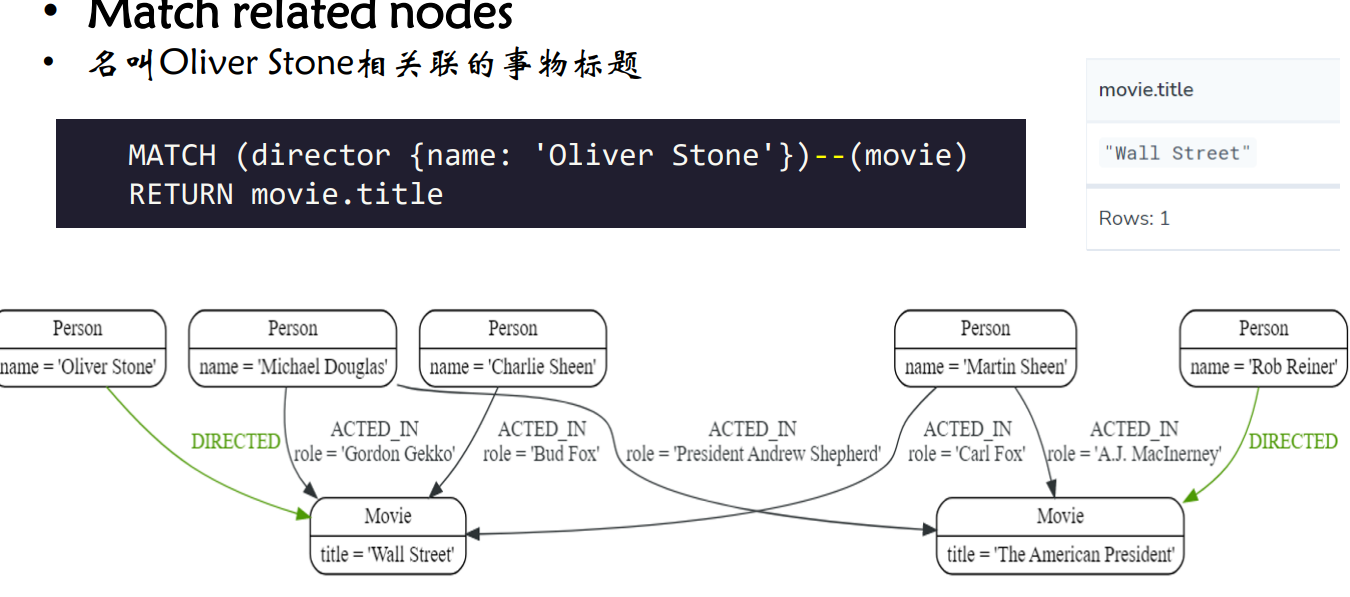 • Match related nodes
• 名叫Oliver Stone相关联的事物标题
MATCH (director {name: 'Oliver Stone'})--(movie)
RETURN movie.title
movie.title
"Wall Street"
Rows: 1
Person
name = 'Oliver Stone'
Person
name = 'Michael Douglas'
Person
name = 'Charlie Sheen'
Person
name = 'Martin Sheen'
Person
name = 'Rob Reiner'
DIRECTED
ACTED_IN
role = 'Gordon Gekko'
ACTED_IN
role = 'Bud Fox'
ACTED_IN
role = 'President Andrew Shepherd'
ACTED_IN
role = 'Carl Fox'
ACTED_IN
role = 'A.J. MacInerney'
DIRECTED
Movie
title = 'Wall Street'
Movie
title = 'The American President'